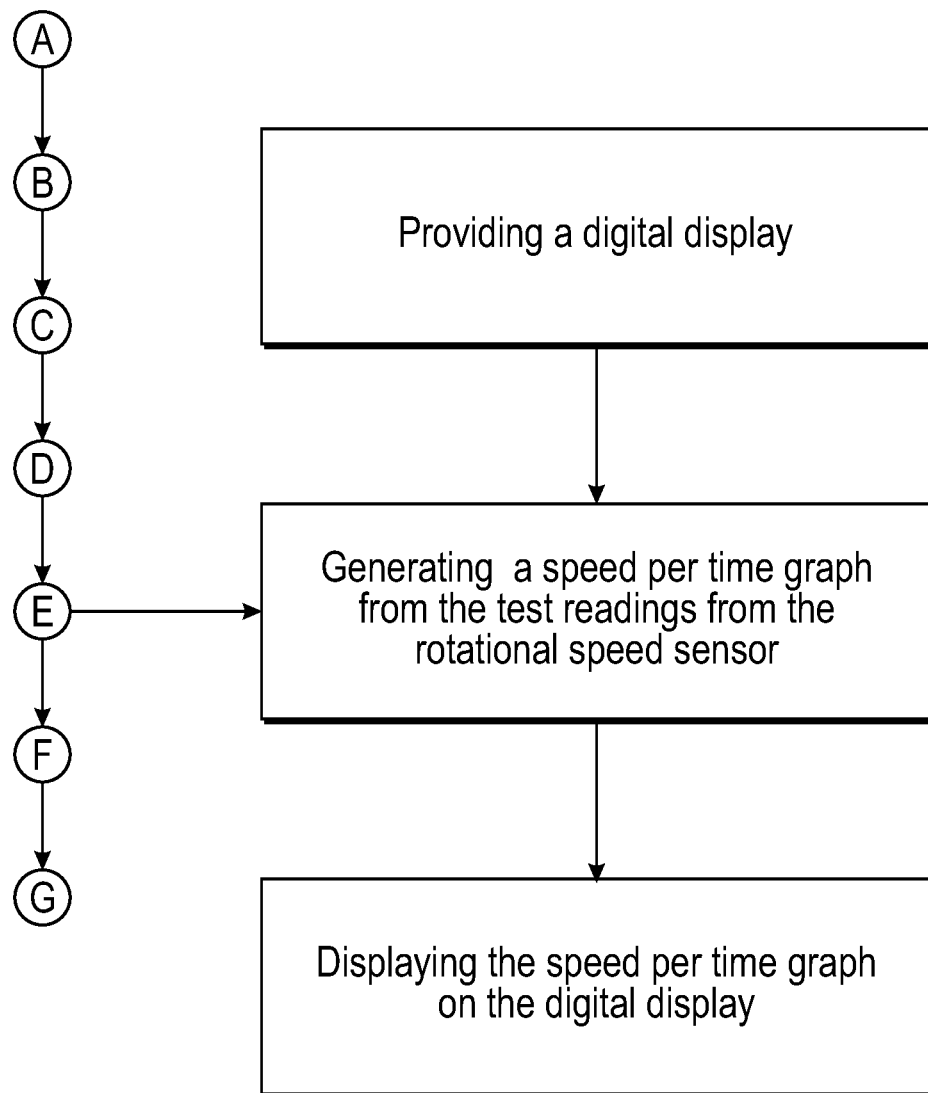 A
B
Providing a digital display
C
D
Generating a speed per time graph
from the test readings from the
rotational speed sensor
E
F
G
Displaying the speed per time graph
on the digital display